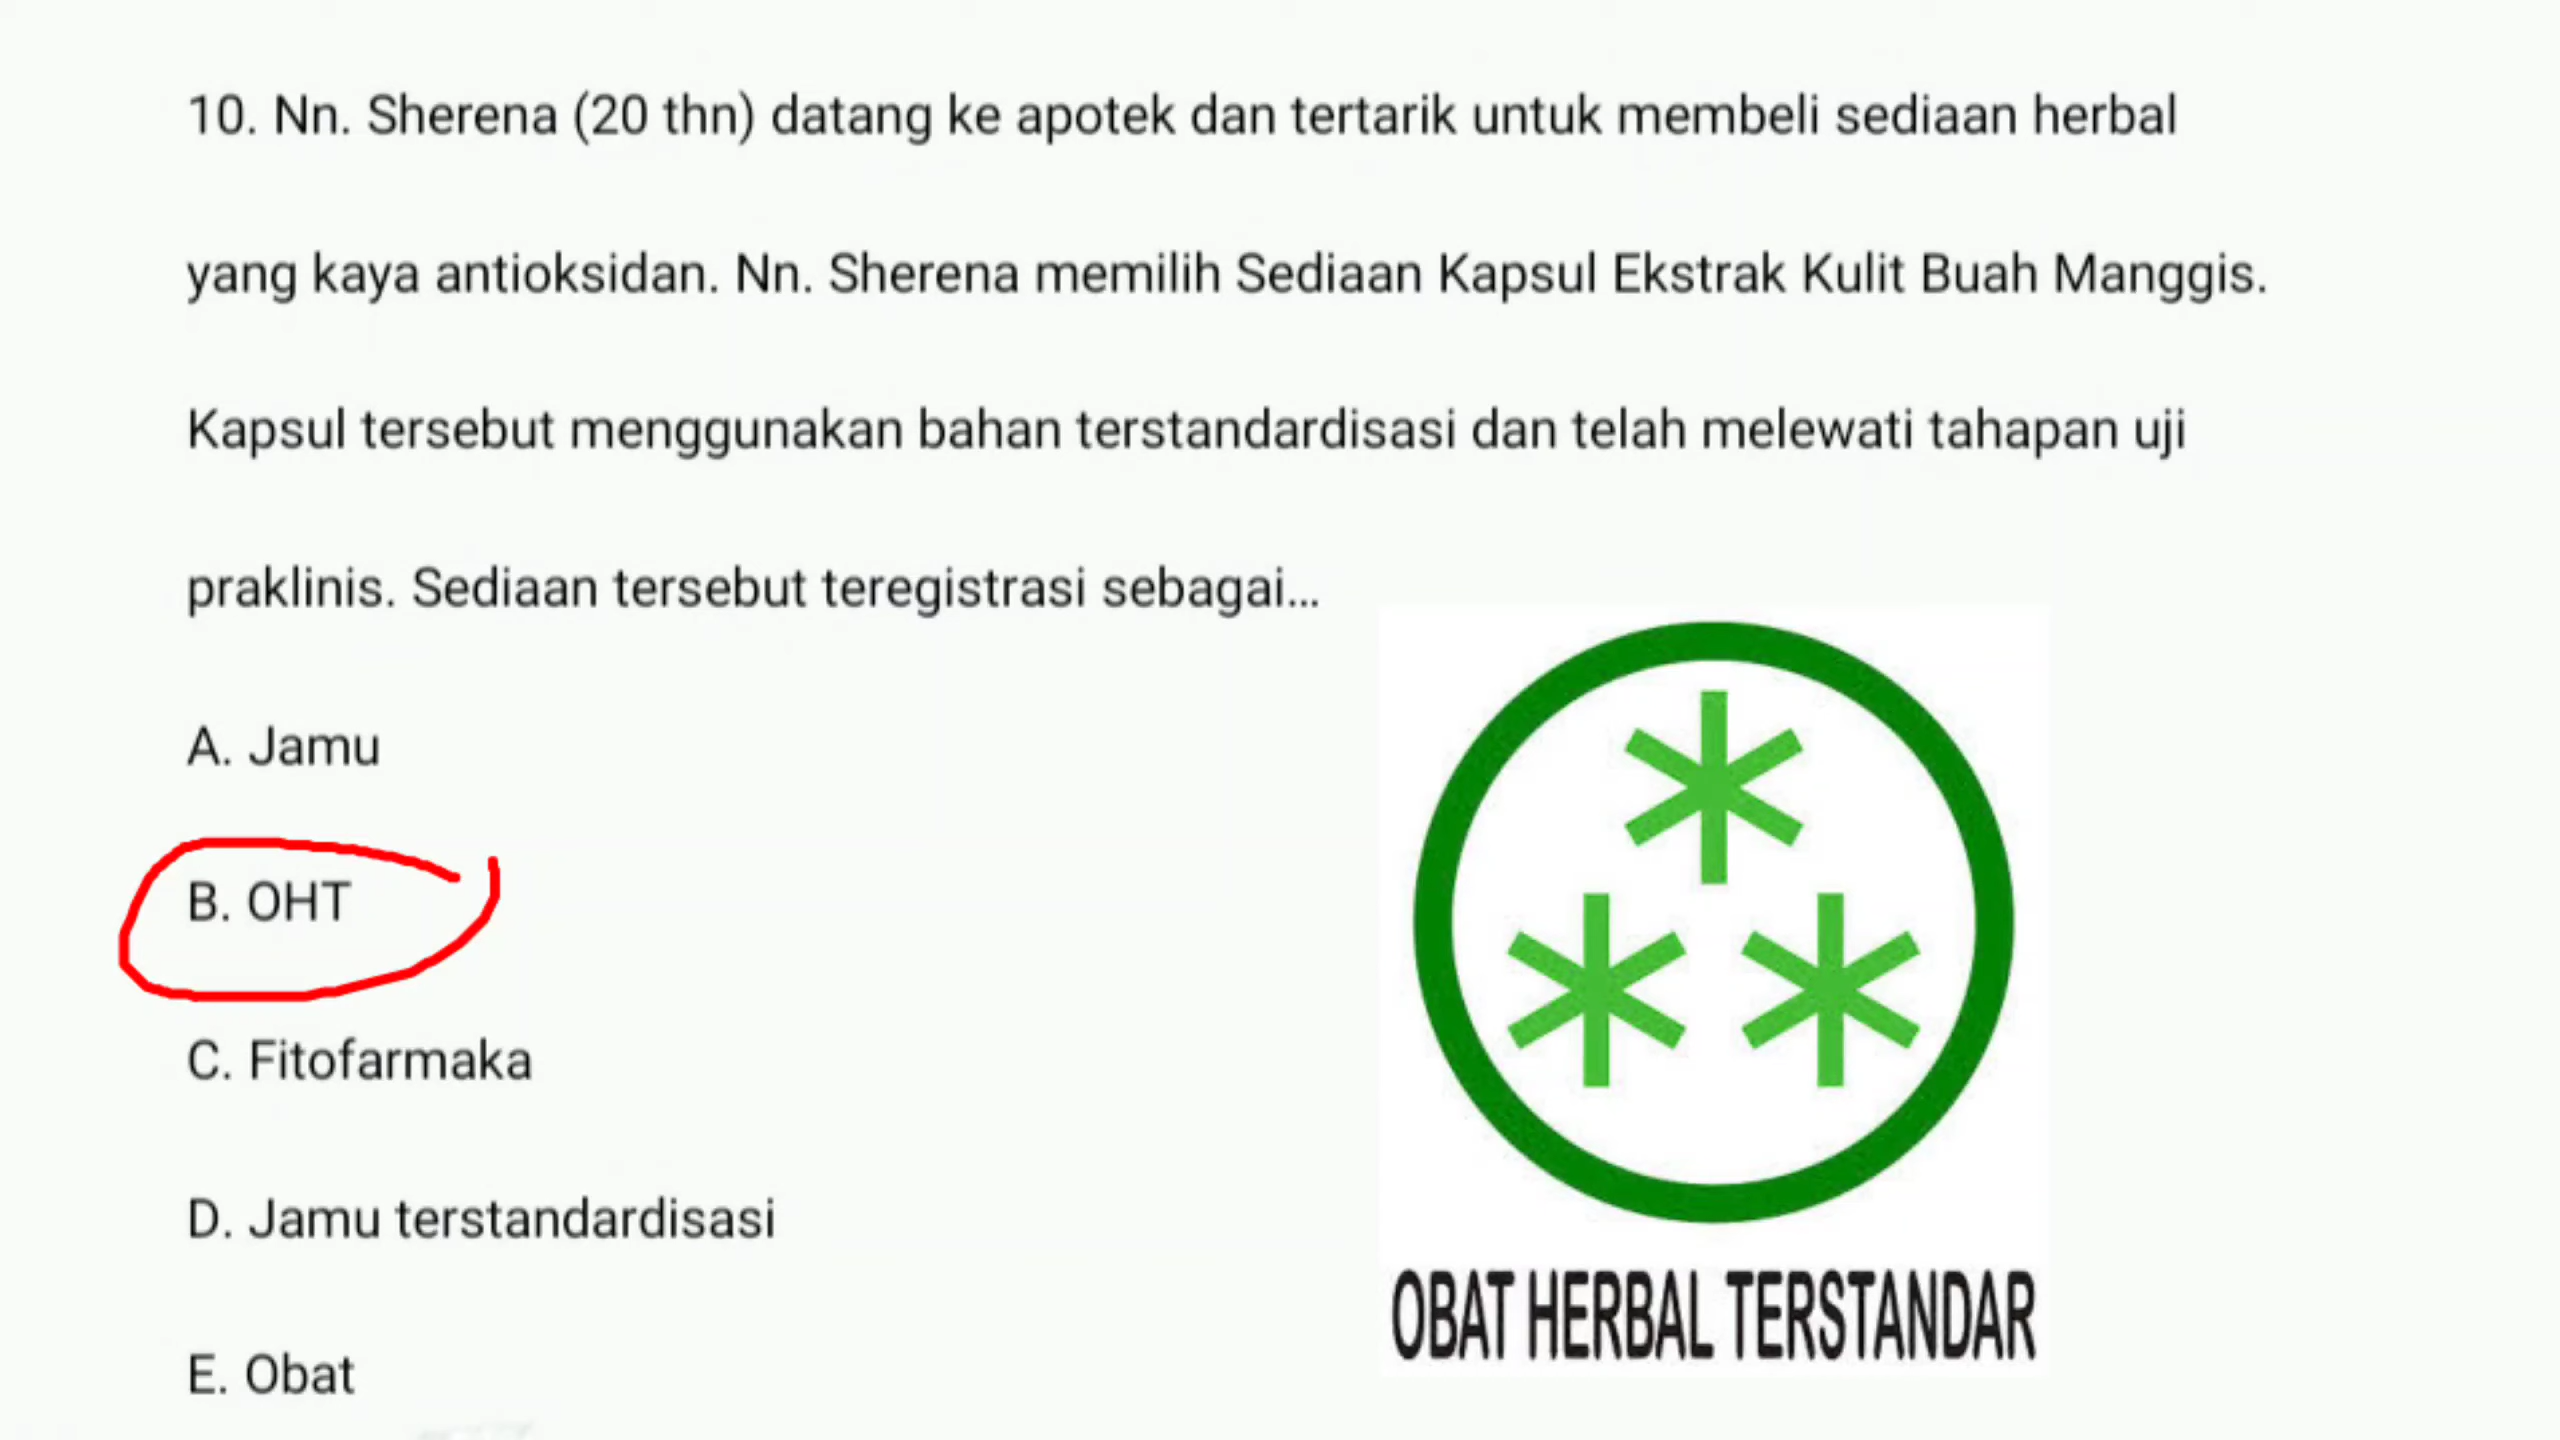 10. Nn. Sherena (20 thn) datang ke apotek dan tertarik untuk membeli sediaan herbal
yang kaya antioksidan. Nn. Sherena memilih Sediaan Kapsul Ekstrak Kulit Buah Manggis.
Kapsul tersebut menggunakan bahan terstandardisasi dan telah melewati tahapan uji
praklinis. Sediaan tersebut teregistrasi sebagai...
A. Jamu
B. OHT
C. Fitofarmaka
D. Jamu terstandardisasi
E. Obat
OBAT HERBAL TERSTANDAR